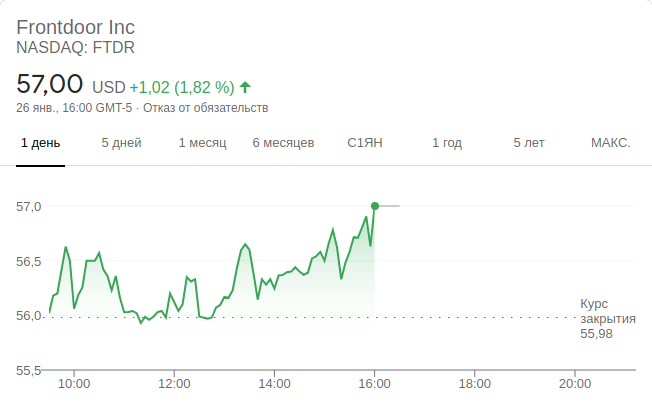 Frontdoor Inc
NASDAQ: FTDR
57,00 USD +1,02 (1,82 %)
26 янв., 16:00 GMT-5 · Отказ от обязательств
1 день 5 дней 1 месяц 6 месяцев С1ЯН 1 год 5 лет МАКС.
57,0
56,5
56,0
55,5
Курс
закрытия
55,98
10:00 12:00 14:00 16:00 18:00 20:00